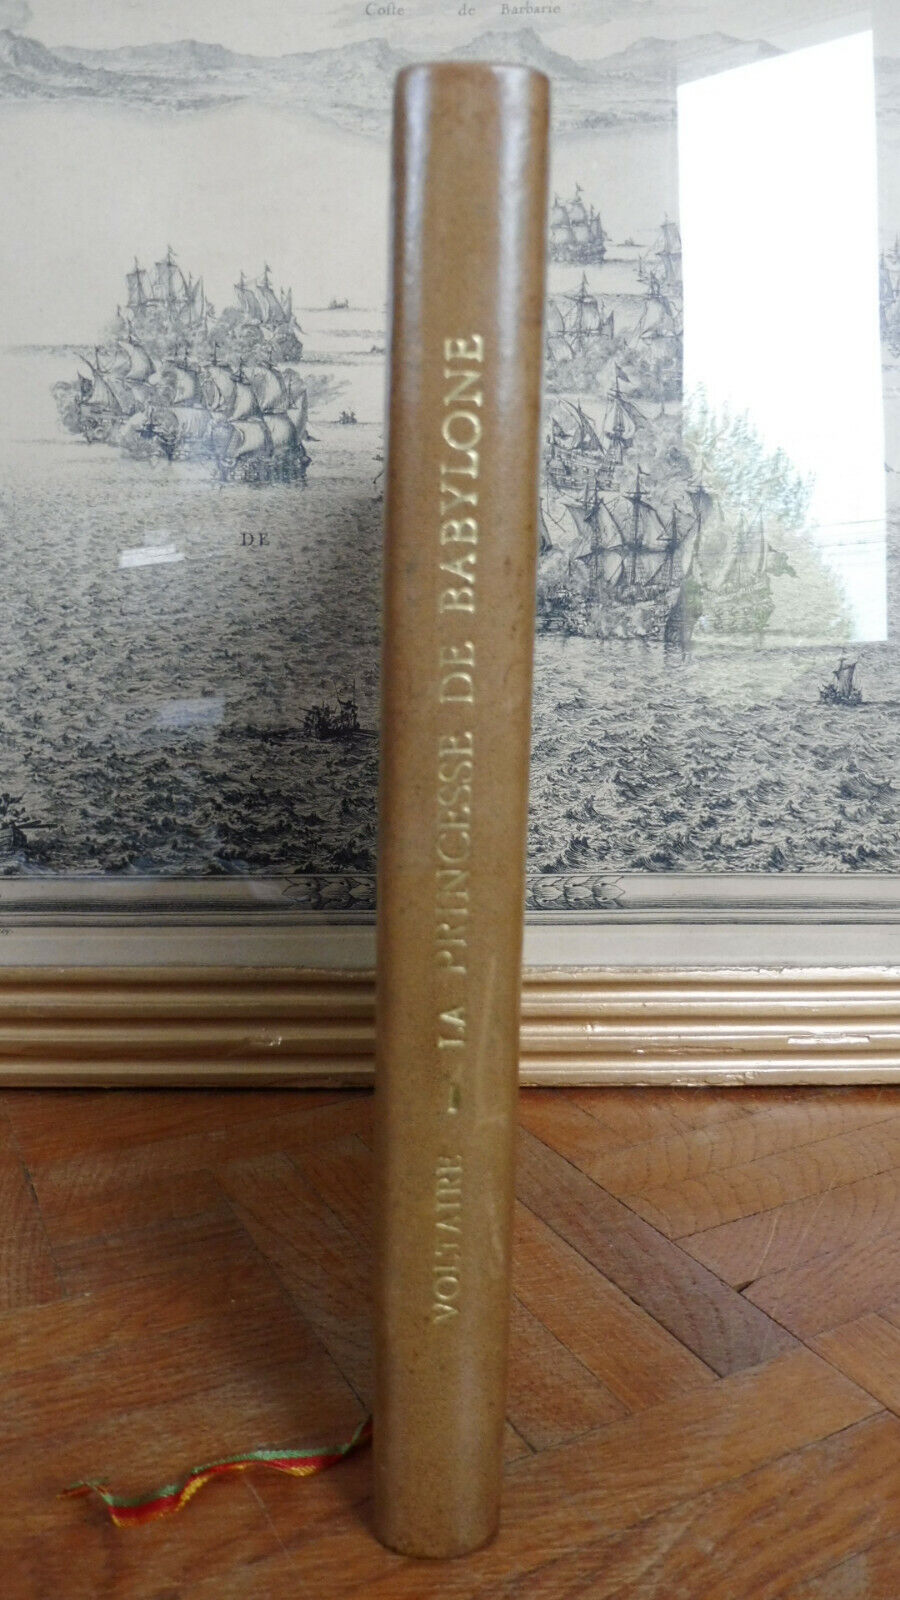 Coste de Barbarie
DE
VOLTAIRE - LA PRINCESSE DE BABYLONE